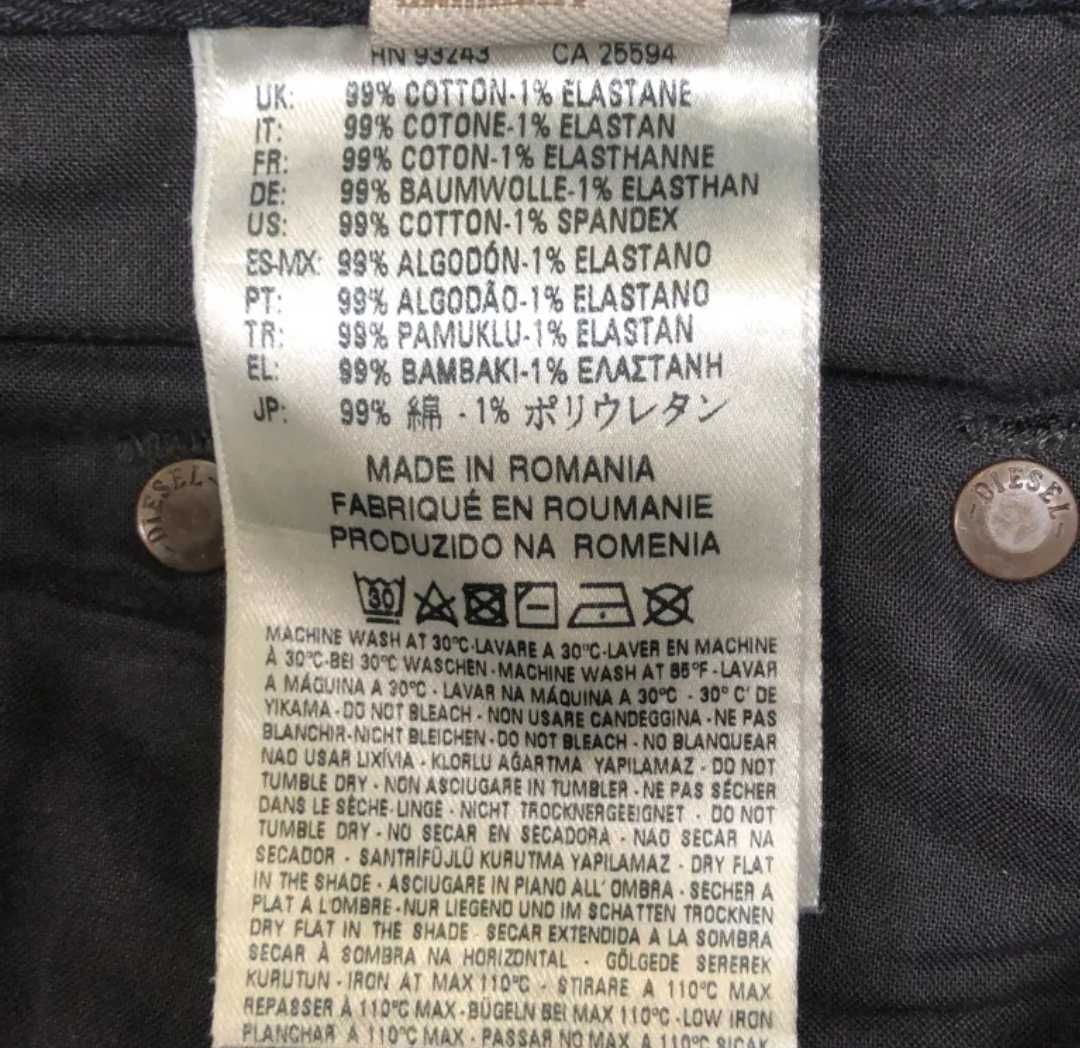 RN 93243 CA 25594
UK: 99% COTTON-1% ELASTANE
IT: 99% COTONE-1% ELASTAN
FR: 99% COTON-1% ELASTHANNE
DE: 99% BAUMWOLLE-1% ELASTHAN
US: 99% COTTON-1% SPANDEX
ES-MX: 99% ALGODÓN-1% ELASTANO
PT: 99% ALGODÃO-1% ELASTANO
TR: 99% PAMUKLU-1% ELASTAN
EL: 99% ΒΑΜΒΑΚΙ-1% ΕΛΑΣΤΑΝΗ
JP: 99% 綿 - 1% ポリウレタン
MADE IN ROMANIA
FABRIQUÉ EN ROUMANIE
PRODUZIDO NA ROMENIA
DIESEL
DIESEL
30
MACHINE WASH AT 30°C-LAVARE A 30°C-LAVER EN MACHINE
À 30°C-BEI 30°C WASCHEN-MACHINE WASH AT 86°F-LAVAR
A MÁQUINA A 30°C - LAVAR NA MÁQUINA A 30°C - 30° C' DE
YIKAMA-DO NOT BLEACH - NON USARE CANDEGGINA - NE PAS
BLANCHIR-NICHT BLEICHEN-DO NOT BLEACH - NO BLANQUEAR
NAO USAR LIXÍVIA - KLORLU AĞARTMA YAPILAMAZ - DO NOT
TUMBLE DRY - NON ASCIUGARE IN TUMBLER - NE PAS SÉCHER
DANS LE SÈCHE-LINGE - NICHT TROCKNERGEEIGNET - DO NOT
TUMBLE DRY - NO SECAR EN SECADORA - NAO SECAR NA
SECADOR - SANTRİFÜJLÜ KURUTMA YAPILAMAZ - DRY FLAT
IN THE SHADE - ASCIUGARE IN PIANO ALL' OMBRA - SÈCHER A
PLAT A L'OMBRE-NUR LIEGEND UND IM SCHATTEN TROCKNEN
DRY FLAT IN THE SHADE - SECAR EXTENDIDA A LA SOMBRA
SECAR À SOMBRA NA HORIZONTAL - GÖLGEDE SEREREK
KURUTUN - IRON AT MAX 110°C - STIRARE A 110°C MAX
REPASSER À 110°C MAX - BÜGELN BEI MAX 110°C -LOW IRON
PLANCHAR A 110°C MAX - PASSAR NO MAX A 110°C SICAK